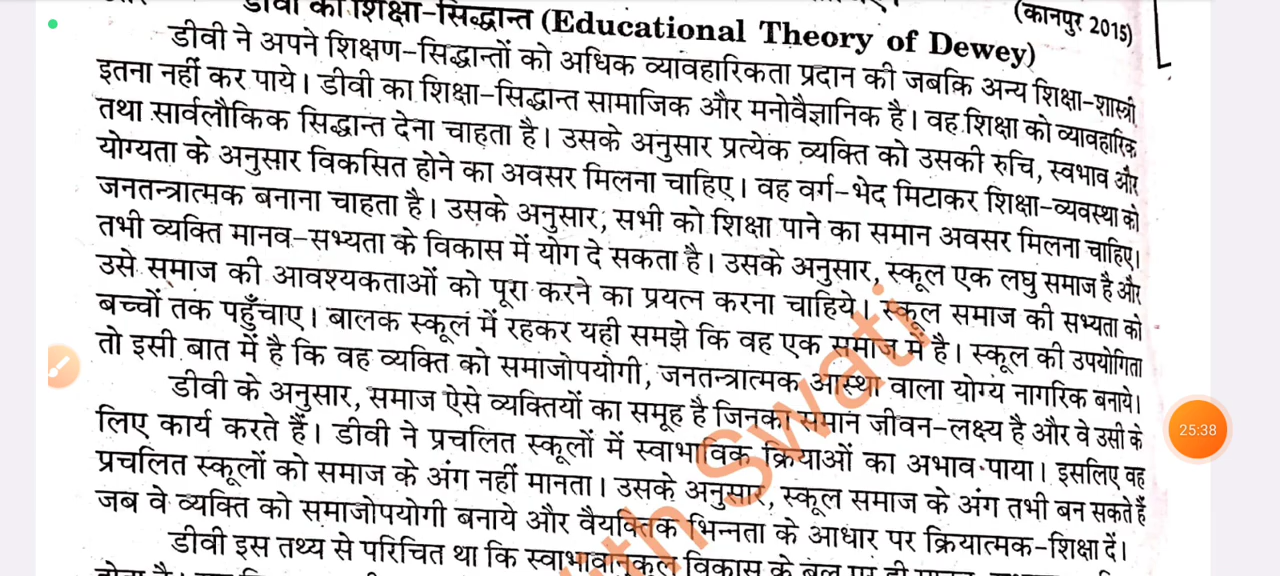 डीवी का शिक्षा-सिद्धान्त (Educational Theory of Dewey)
(कानपुर 2015)
डीवी ने अपने शिक्षण-सिद्धान्तों को अधिक व्यावहारिकता प्रदान की जबकि अन्य शिक्षा-शास्त्री
इतना नहीं कर पाये। डीवी का शिक्षा-सिद्धान्त सामाजिक और मनोवैज्ञानिक है। वह शिक्षा को व्यावहारिक
तथा सार्वलौकिक सिद्धान्त देना चाहता है। उसके अनुसार प्रत्येक व्यक्ति को उसकी रुचि, स्वभाव और
योग्यता के अनुसार विकसित होने का अवसर मिलना चाहिए। वह वर्ग-भेद मिटाकर शिक्षा-व्यवस्था को
जनतन्त्रात्मक बनाना चाहता है। उसके अनुसार, सभी को शिक्षा पाने का समान अवसर मिलना चाहिए।
तभी व्यक्ति मानव-सभ्यता के विकास में योग दे सकता है। उसके अनुसार, स्कूल एक लघु समाज है और
उसे समाज की आवश्यकताओं को पूरा करने का प्रयत्न करना चाहिये। स्कूल समाज की सभ्यता को
बच्चों तक पहुँचाए। बालक स्कूल में रहकर यही समझे कि वह एक समाज में है। स्कूल की उपयोगिता
तो इसी बात में है कि वह व्यक्ति को समाजोपयोगी, जनतन्त्रात्मक आस्था वाला योग्य नागरिक बनाये।
डीवी के अनुसार, समाज ऐसे व्यक्तियों का समूह है जिनका समान जीवन-लक्ष्य है और वे उसी के
लिए कार्य करते हैं। डीवी ने प्रचलित स्कूलों में स्वाभाविक क्रियाओं का अभाव पाया। इसलिए वह
प्रचलित स्कूलों को समाज के अंग नहीं मानता। उसके अनुसार, स्कूल समाज के अंग तभी बन सकते हैं
जब वे व्यक्ति को समाजोपयोगी बनाये और वैयक्तिक भिन्नता के आधार पर क्रियात्मक-शिक्षा दें।
डीवी इस तथ्य से परिचित था कि स्वाभावानुकूल विकास के बल पर ही
with Swati
25:38